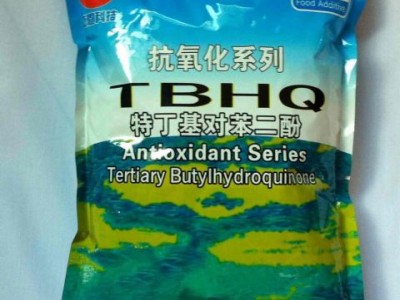 Food Additive
抗氧化系列
TBHQ
特丁基对苯二酚
Antioxidant Series
Tertiary Butylhydroquinone